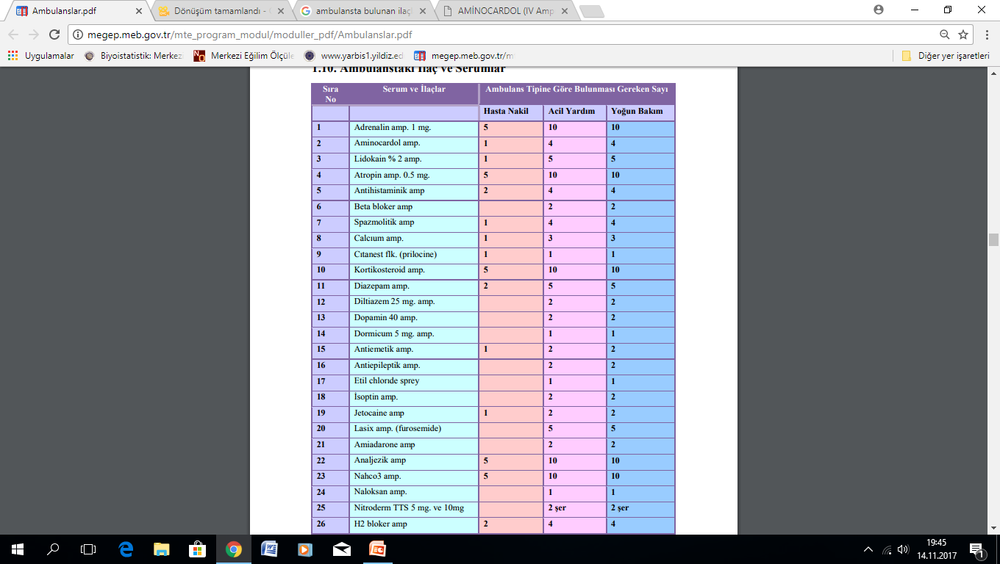 Ambulanslar.pdf
Dönüşüm tamamlandı -
ambulansta bulunan ilaç
AMİNOCARDOL (IV Amp
megep.meb.gov.tr/mte_program_modul/moduller_pdf/Ambulanslar.pdf
Uygulamalar
Biyoistatistik: Merkez
Merkezi Eğilim Ölçüle
www.yarbis1.yildiz.ed
megep.meb.gov.tr/m
Diğer yer işaretleri
1.10. Ambulanstaki İlaç ve Serumlar
Sıra No Serum ve İlaçlar Ambulans Tipine Göre Bulunması Gereken Sayı
Hasta Nakil Acil Yardım Yoğun Bakım
1 Adrenalin amp. 1 mg. 5 10 10
2 Aminocardol amp. 1 4 4
3 Lidokain % 2 amp. 1 5 5
4 Atropin amp. 0.5 mg. 5 10 10
5 Antihistaminik amp 2 4 4
6 Beta bloker amp 2 2
7 Spazmolitik amp 1 4 4
8 Calcıum amp. 1 3 3
9 Cıtanest flk. (prilocine) 1 1 1
10 Kortikosteroid amp. 5 10 10
11 Diazepam amp. 2 5 5
12 Diltiazem 25 mg. amp. 2 2
13 Dopamin 40 amp. 2 2
14 Dormicum 5 mg. amp. 1 1
15 Antiemetik amp. 1 2 2
16 Antiepileptik amp. 2 2
17 Etil chlorıde sprey 1 1
18 İsoptin amp. 2 2
19 Jetocaine amp 1 2 2
20 Lasix amp. (furosemide) 5 5
21 Amiadarone amp 2 2
22 Analjezik amp 5 10 10
23 Nahco3 amp. 5 10 10
24 Naloksan amp. 1 1
25 Nitroderm TTS 5 mg. ve 10mg 2 şer 2 şer
26 H2 bloker amp 2 4 4
19:45
14.11.2017
1